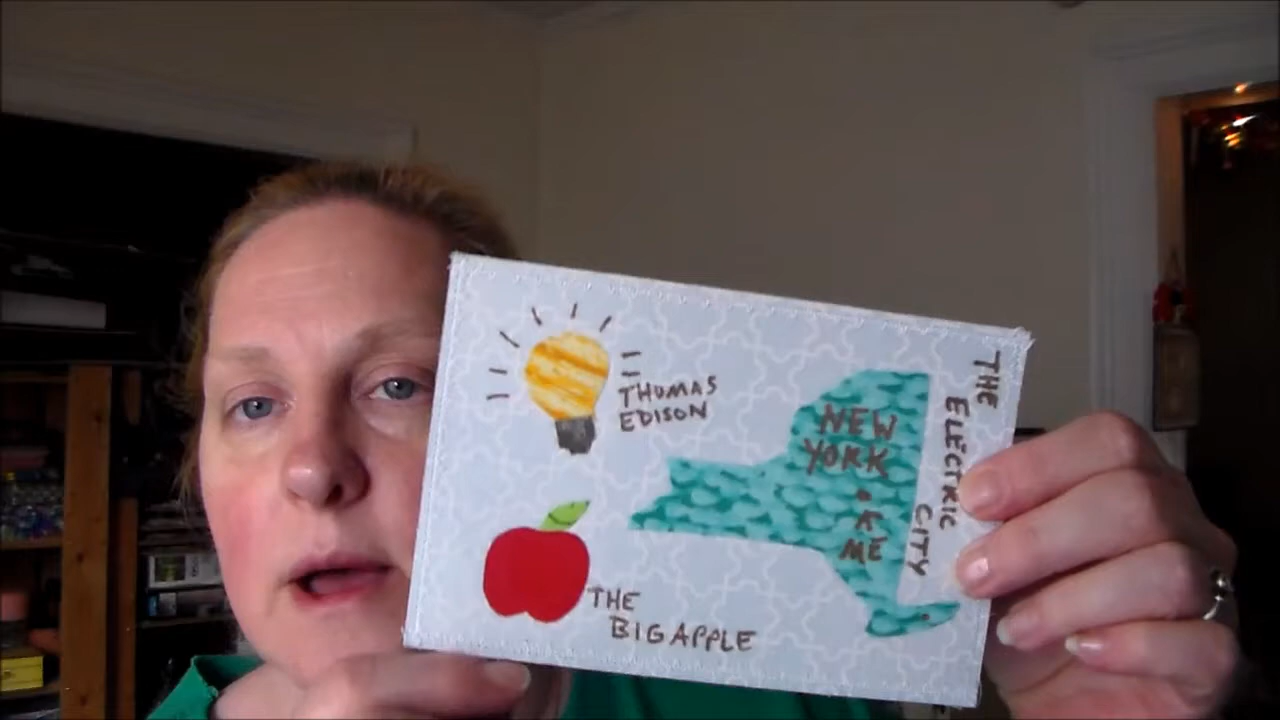 THOMAS
EDISON
THE
BIG APPLE
NEW
YORK
ME
THE
ELECTRIC
CITY